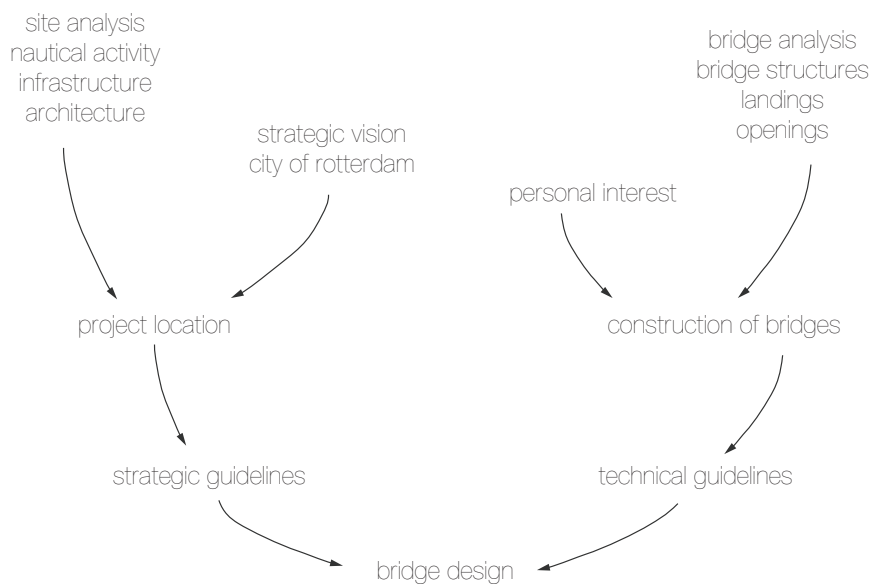 site analysis
nautical activity
infrastructure
architecture
strategic vision
city of rotterdam
bridge analysis
bridge structures
landings
openings
personal interest
project location
construction of bridges
strategic guidelines
technical guidelines
bridge design